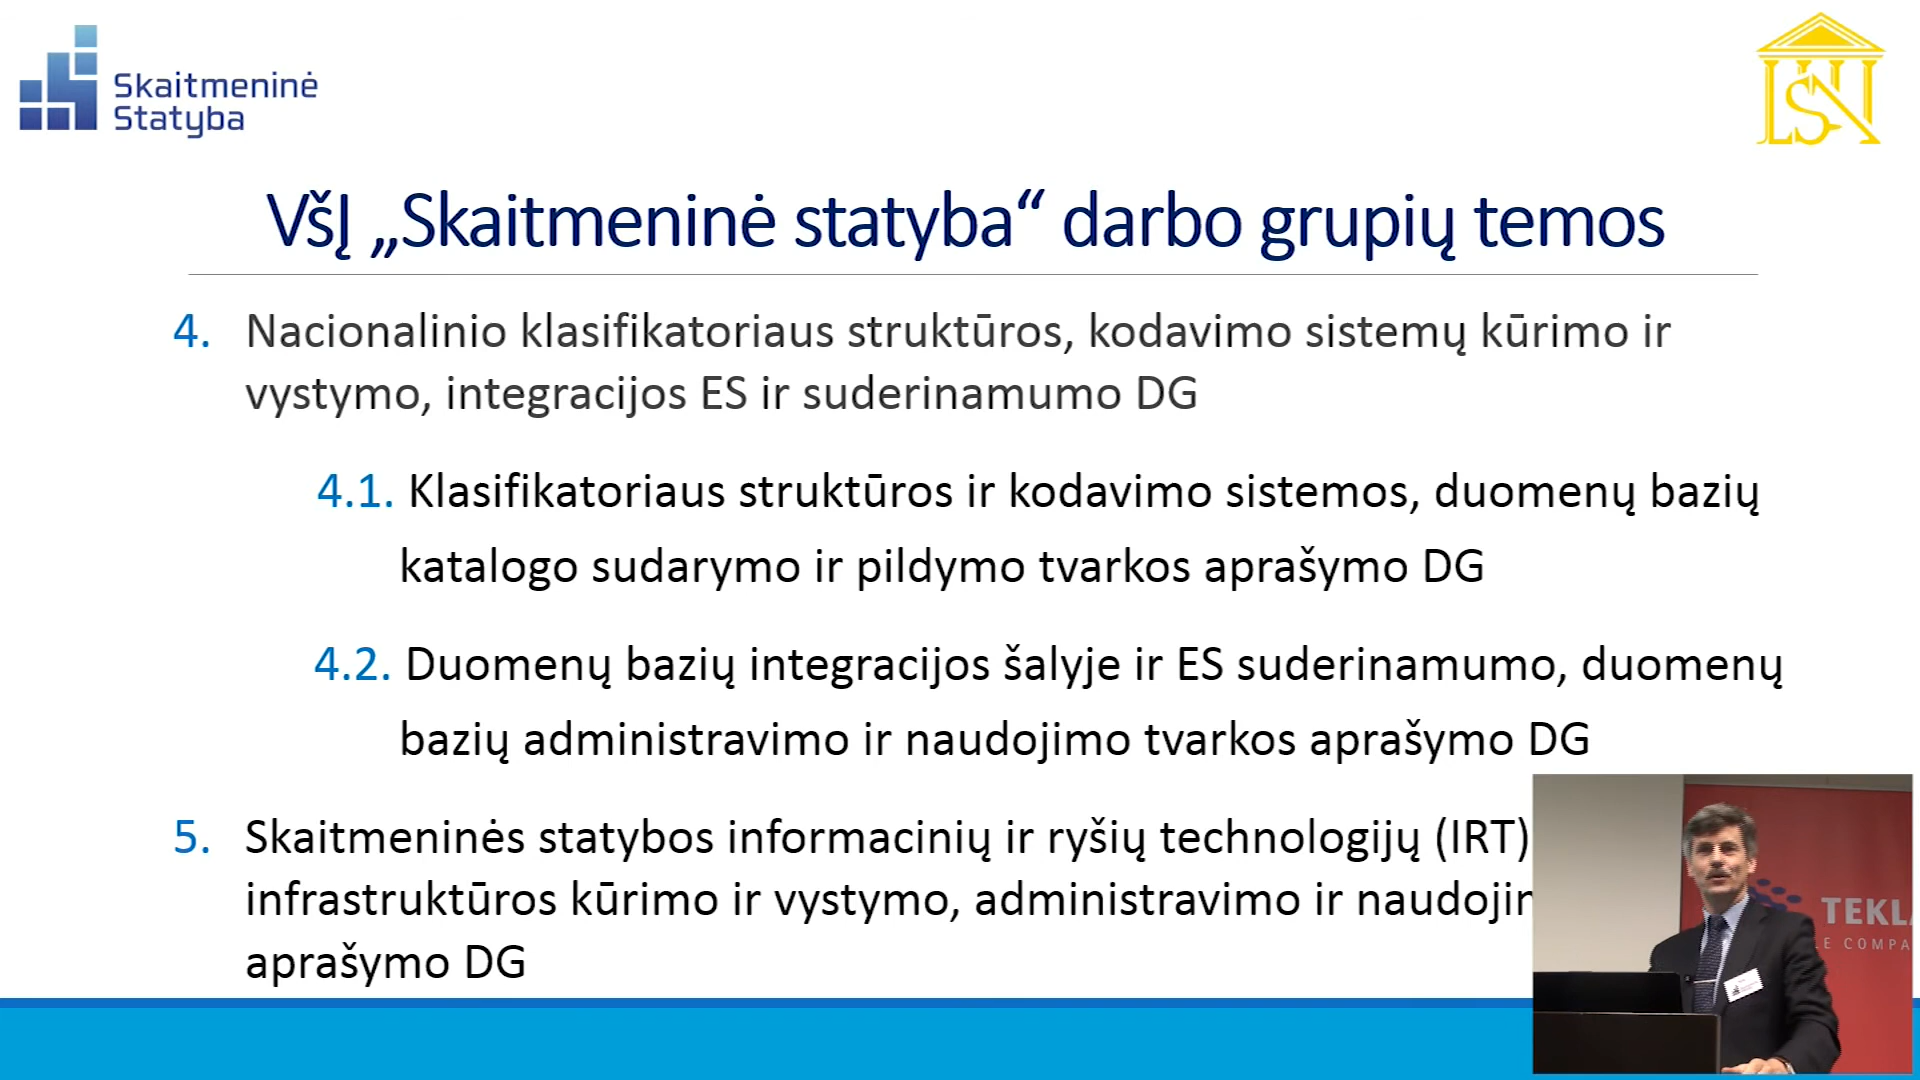 Skaitmeninė
Statyba
LSN
VšĮ „Skaitmeninė statyba“ darbo grupių temos
4. Nacionalinio klasifikatoriaus struktūros, kodavimo sistemų kūrimo ir
vystymo, integracijos ES ir suderinamumo DG
4.1. Klasifikatoriaus struktūros ir kodavimo sistemos, duomenų bazių
katalogo sudarymo ir pildymo tvarkos aprašymo DG
4.2. Duomenų bazių integracijos šalyje ir ES suderinamumo, duomenų
bazių administravimo ir naudojimo tvarkos aprašymo DG
5. Skaitmeninės statybos informacinių ir ryšių technologijų (IRT)
infrastruktūros kūrimo ir vystymo, administravimo ir
aprašymo DG
TEKLA